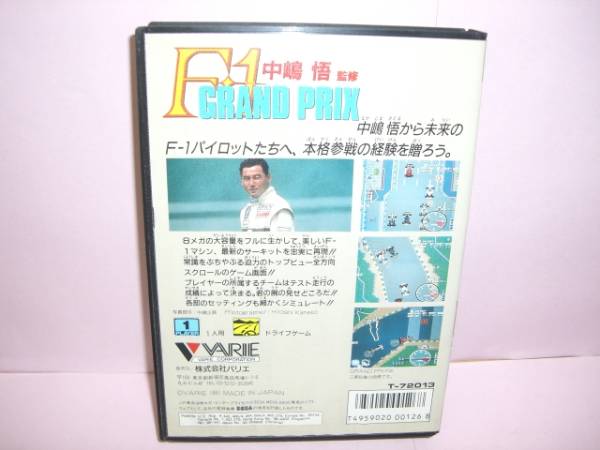 F·1
中嶋 悟 監修
GRAND PRIX
中嶋悟から未来の
F-1パイロットたちへ、本格参戦の経験を贈ろう。
8メガの大容量をフルに生かして、美しいF-
1マシン、最新のサーキットを忠実に再現!!
常識をぶちやぶる迫力のトップビュー全方向
スクロールのゲーム画面!!
プレイヤーの所属するチームはテスト走行の
成績によって決まる。君の腕の見せどころだ!!
各部のセッティングも細かくシミュレート!!
1
PLAYER
1人用
ドライブゲーム
VARIE
VARIE CORPORATION
株式会社バリエ
MADE IN JAPAN
T-72013
T4959020001268